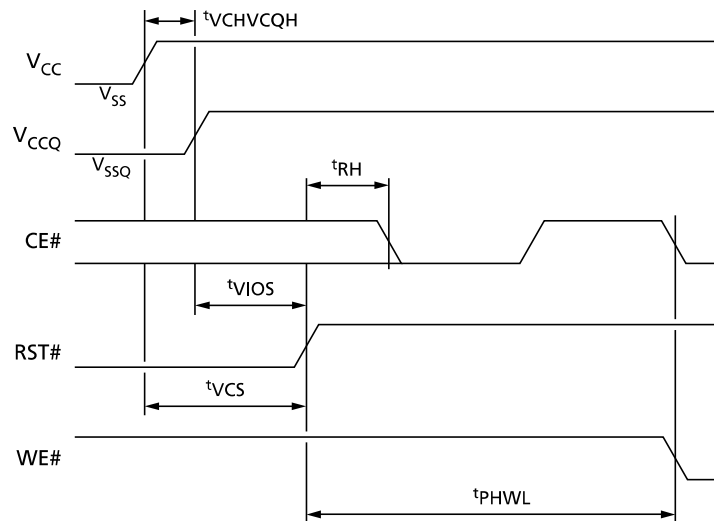 tVCHVCQH
VCC
VSS
VCCQ
VSSQ
tRH
CE#
tVIOS
RST#
tVCS
WE#
tPHWL